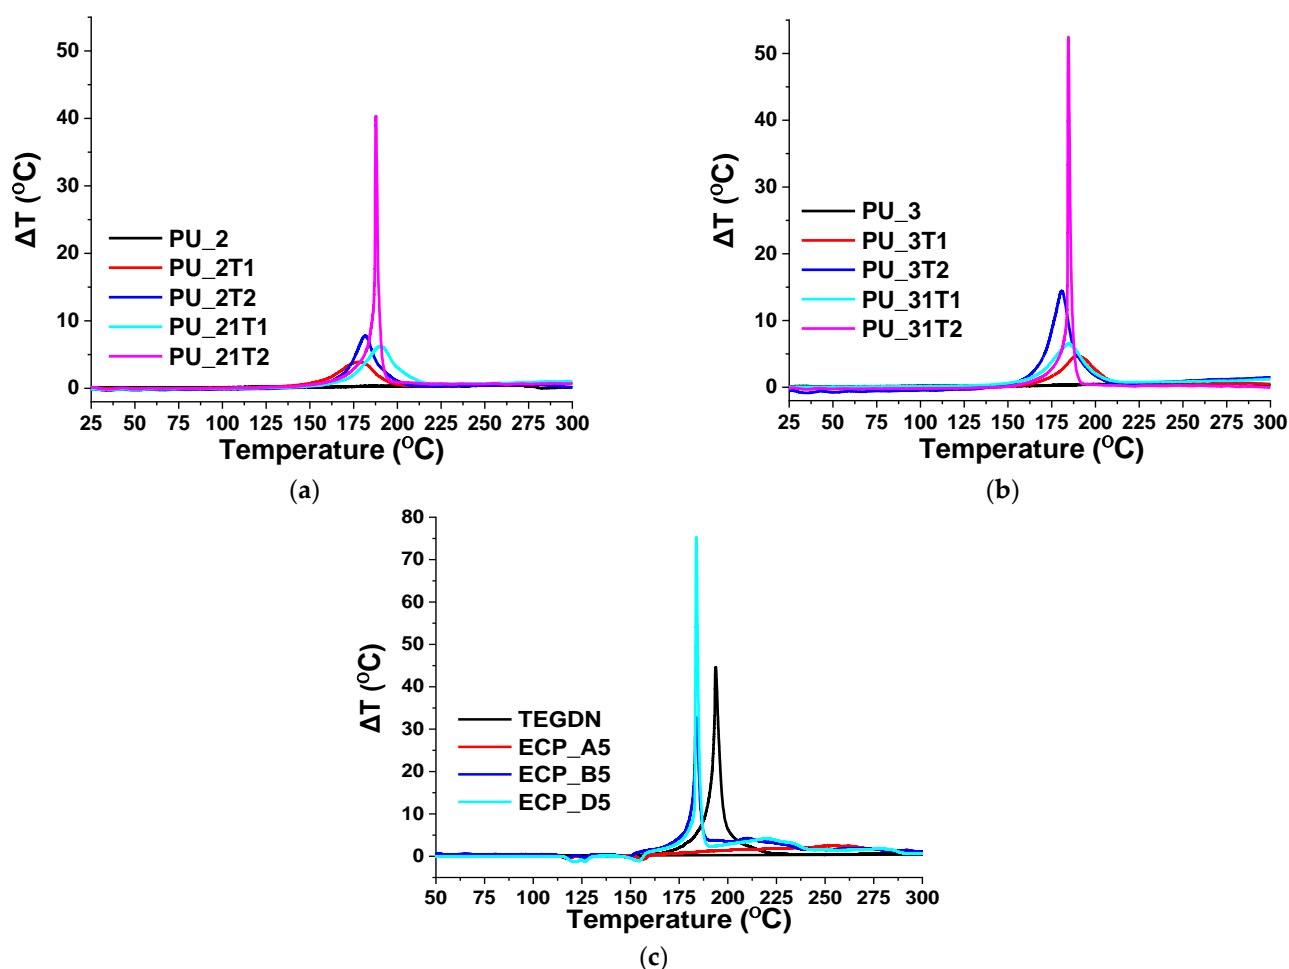 50
40
30
20
10
0
ΔT (°C)
PU_2
PU_2T1
PU_2T2
PU_21T1
PU_21T2
25 50 75 100 125 150 175 200 225 250 275 300
Temperature (°C)
(a)
50
40
30
20
10
0
ΔT (°C)
PU_3
PU_3T1
PU_3T2
PU_31T1
PU_31T2
25 50 75 100 125 150 175 200 225 250 275 300
Temperature (°C)
(b)
80
70
60
50
40
30
20
10
0
ΔT (°C)
TEGDN
ECP_A5
ECP_B5
ECP_D5
50 75 100 125 150 175 200 225 250 275 300
Temperature (°C)
(c)